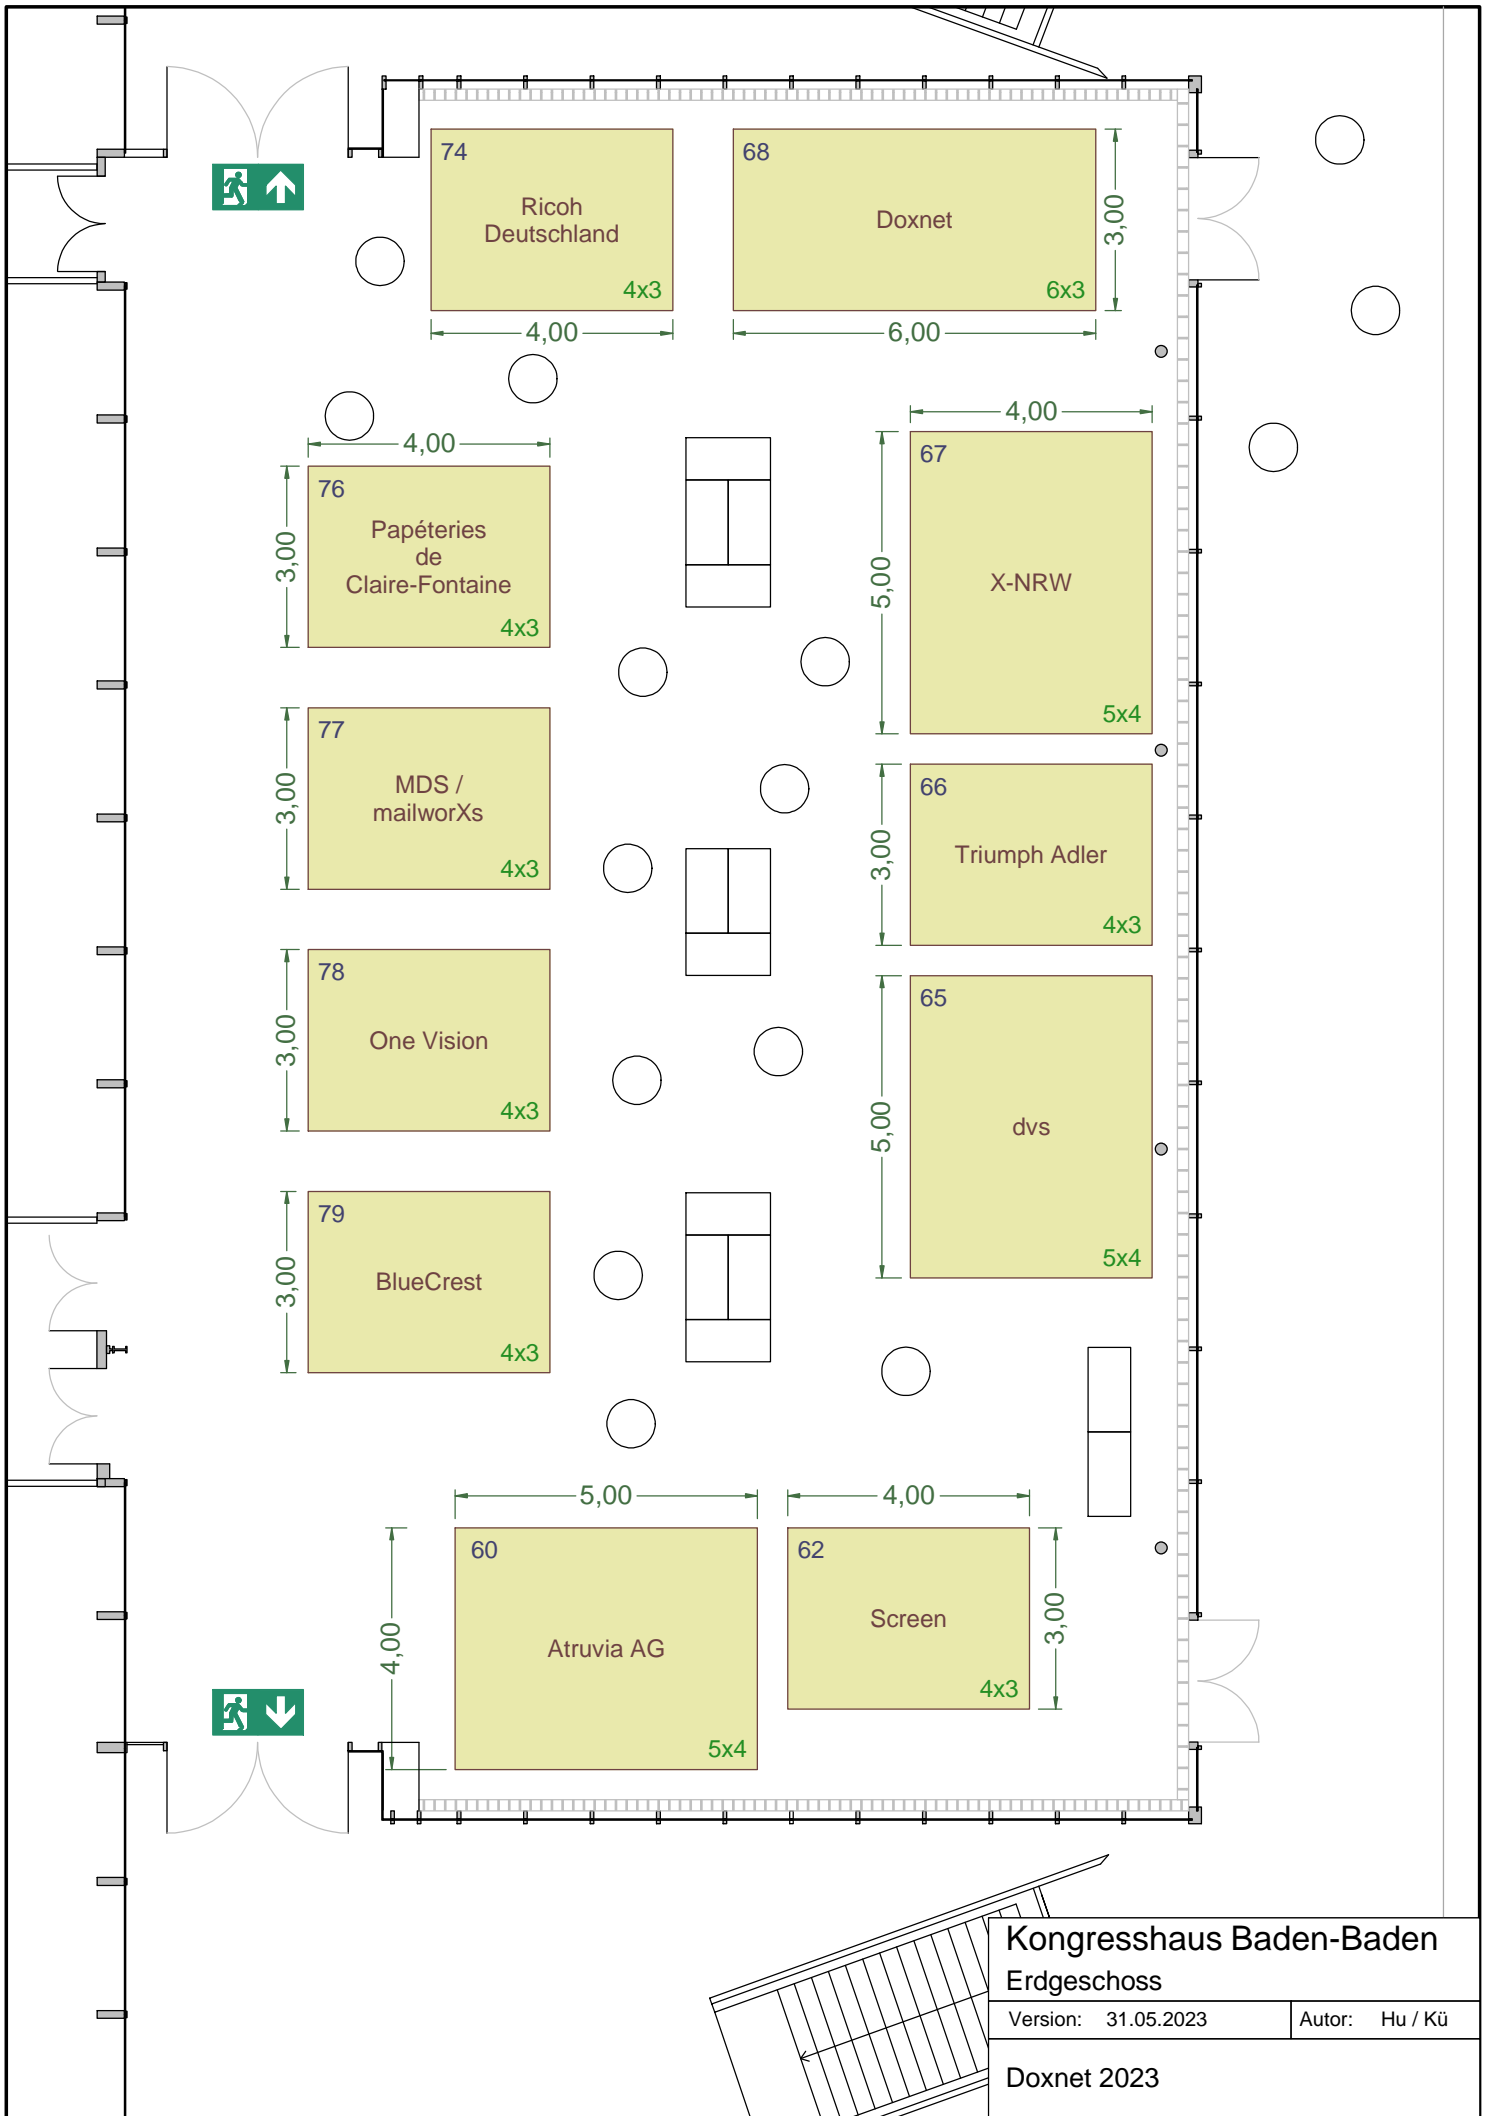 74
Ricoh
Deutschland
4x3
4,00
68
Doxnet
6x3
3,00
6,00
4,00
76
Papéteries
de
Claire-Fontaine
4x3
3,00
4,00
67
X-NRW
5x4
5,00
77
MDS /
mailworXs
4x3
3,00
66
Triumph Adler
4x3
3,00
78
One Vision
4x3
3,00
65
dvs
5x4
5,00
79
BlueCrest
4x3
3,00
5,00
60
Atruvia AG
5x4
4,00
4,00
62
Screen
4x3
3,00
Kongresshaus Baden-Baden
Erdgeschoss
Version: 31.05.2023 Autor: Hu / Kü
Doxnet 2023